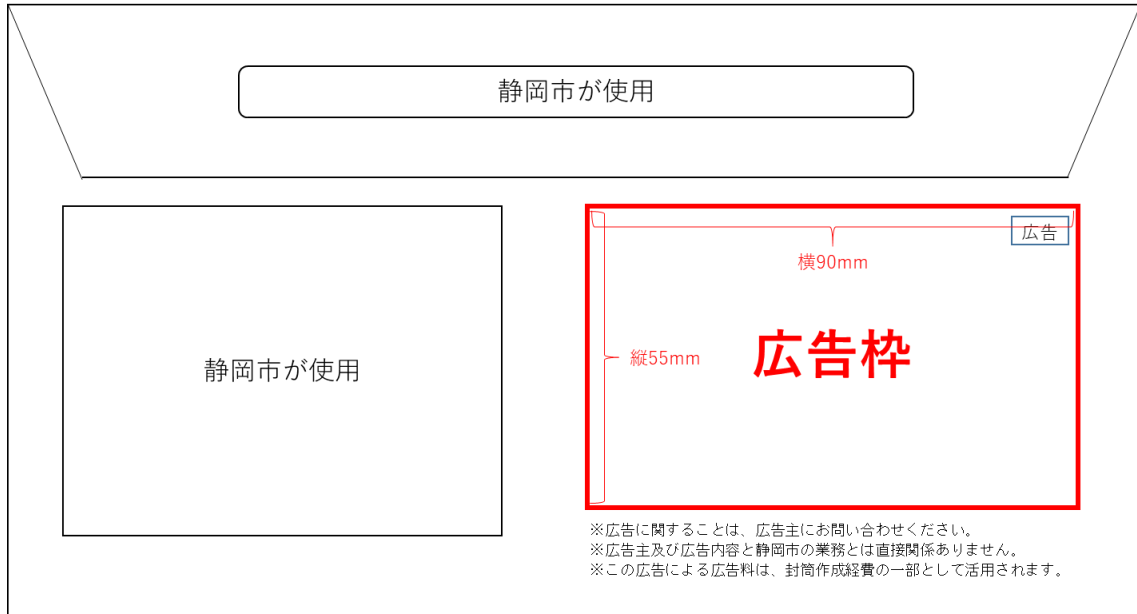 静岡市が使用
静岡市が使用
広告
横90mm
縦55mm
広告枠
※広告に関することは、広告主にお問い合わせください。
※広告主及び広告内容と静岡市の業務とは直接関係ありません。
※この広告による広告料は、封筒作成経費の一部として活用されます。